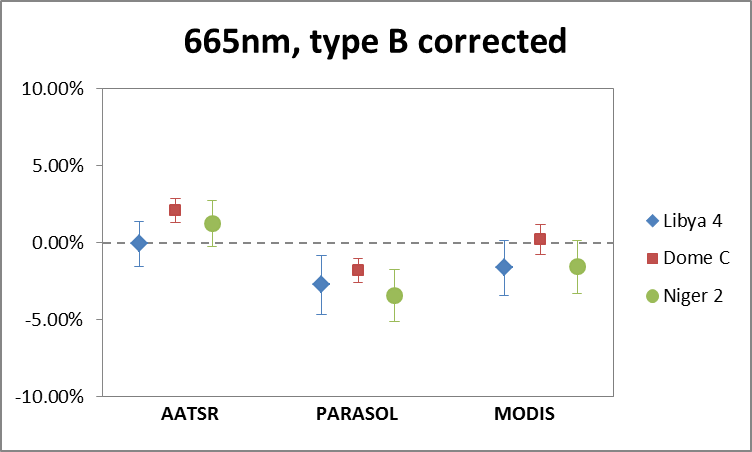 665nm, type B corrected
10.00%
5.00%
0.00%
-5.00%
-10.00%
AATSR PARASOL MODIS
Libya 4
Dome C
Niger 2